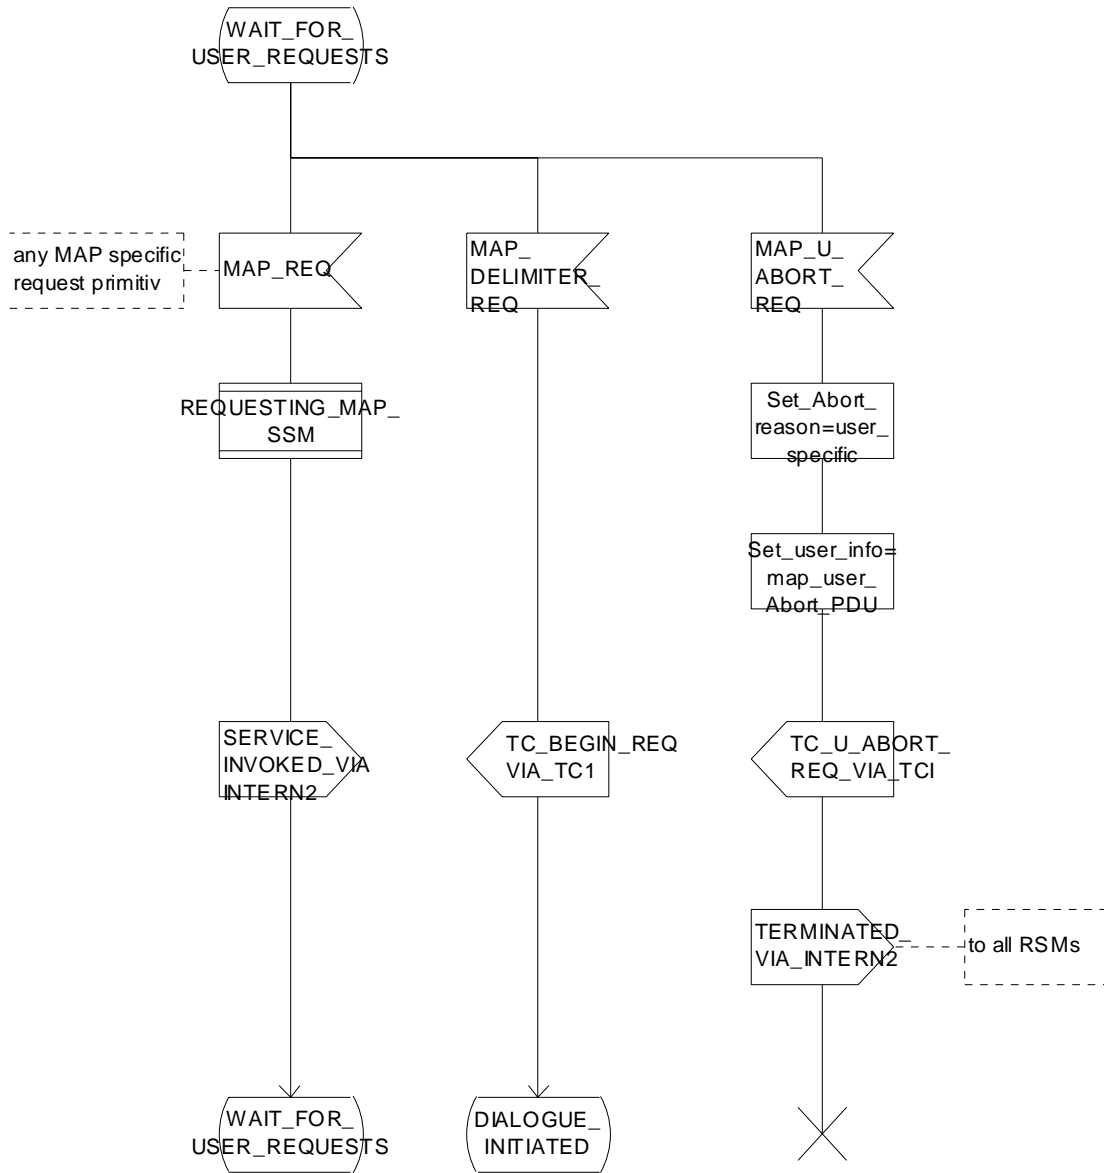 WAIT_FOR_
USER_REQUESTS
any MAP specific
request primitiv
MAP_REQ
MAP_
DELIMITER_
REQ
MAP_U_
ABORT_
REQ
REQUESTING_MAP_
SSM
Set_Abort_
reason=user_
specific
Set_user_info=
map_user_
Abort_PDU
SERVICE_
INVOKED_VIA
INTERN2
TC_BEGIN_REQ
VIA_TC1
TC_U_ABORT_
REQ_VIA_TCI
TERMINATED_
VIA_INTERN2
to all RSMs
WAIT_FOR_
USER_REQUESTS
DIALOGUE_
INITIATED